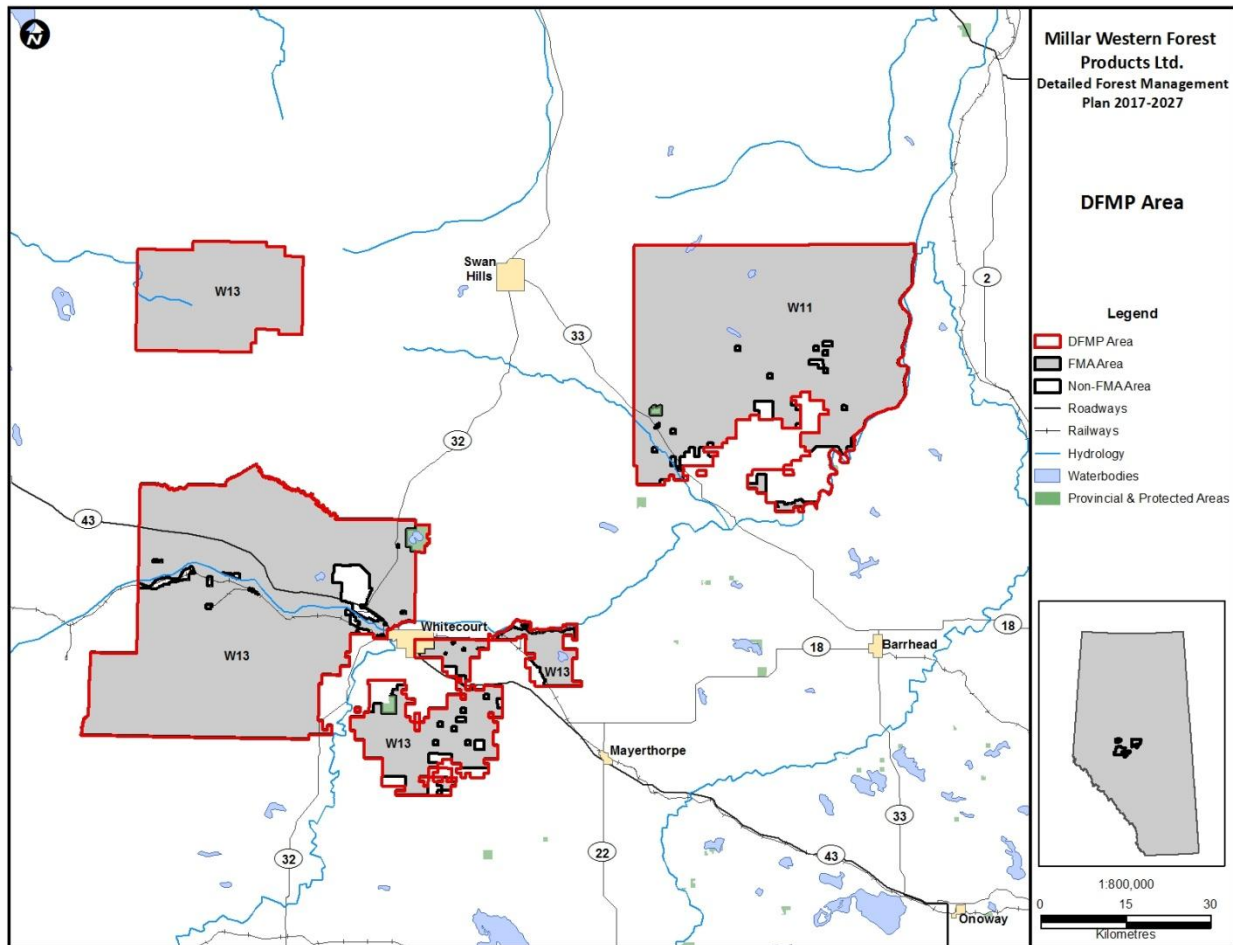 N
Millar Western Forest
Products Ltd.
Detailed Forest Management
Plan 2017-2027
DFMP Area
Legend
DFMP Area
FMA Area
Non-FMA Area
Roadways
Railways
Hydrology
Waterbodies
Provincial & Protected Areas
1:800,000
0 15 30
Kilometres
Swan
Hills
W13
W11
2
33
32
43
W13
Whitecourt
W13
18
18
Barrhead
W13
Mayerthorpe
32
22
33
43
Onoway